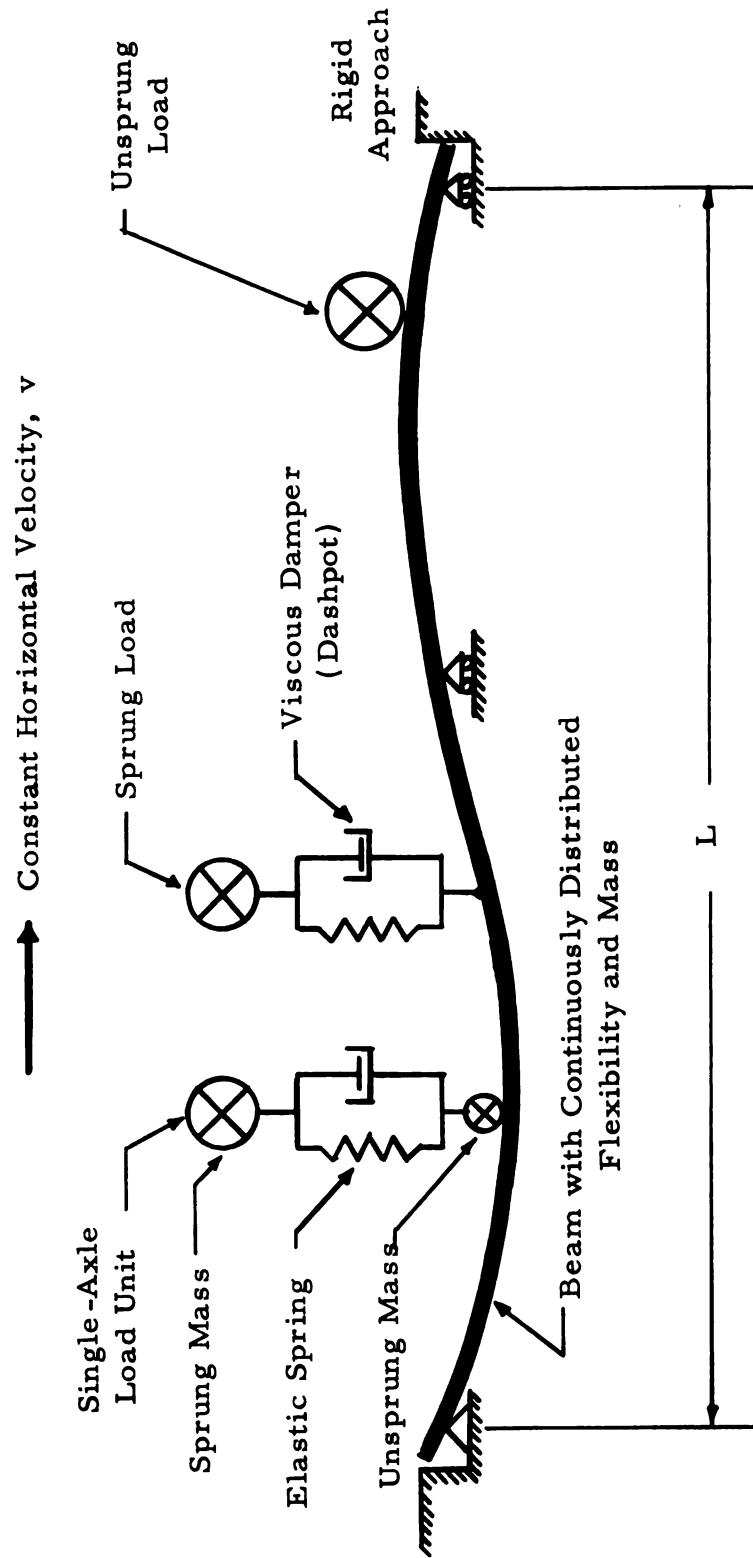 Constant Horizontal Velocity, v
Unsprung
Load
Sprung Load
Single-Axle
Load Unit
Sprung Mass
Viscous Damper
(Dashpot)
Rigid
Approach
Elastic Spring
Unsprung Mass
Beam with Continuously Distributed
Flexibility and Mass
L